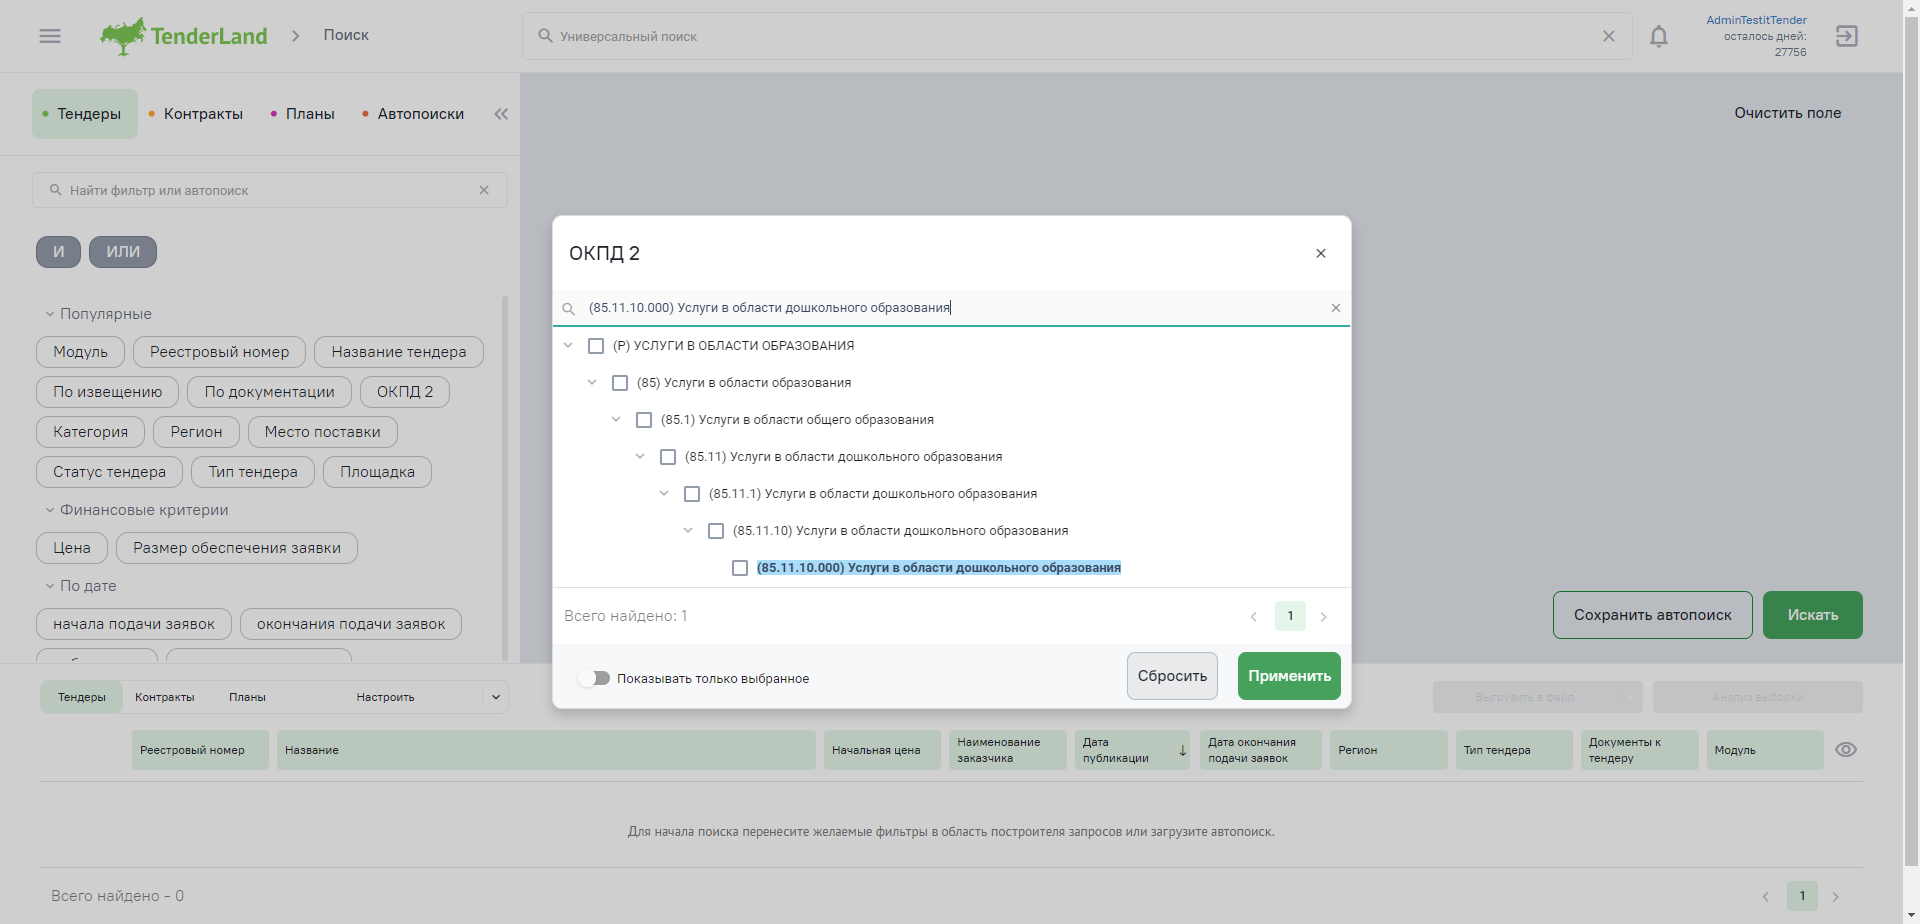 TenderLand
Поиск
Универсальный поиск
AdminTestitTender
осталось дней:
27756
Тендеры
Контракты
Планы
Автопоиски
Очистить поле
Найти фильтр или автопоиск
И
ИЛИ
Популярные
Модуль
Реестровый номер
Название тендера
По извещению
По документации
ОКПД 2
Категория
Регион
Место поставки
Статус тендера
Тип тендера
Площадка
Финансовые критерии
Цена
Размер обеспечения заявки
По дате
начала подачи заявок
окончания подачи заявок
ОКПД 2
(85.11.10.000) Услуги в области дошкольного образования
(P) УСЛУГИ В ОБЛАСТИ ОБРАЗОВАНИЯ
(85) Услуги в области образования
(85.1) Услуги в области общего образования
(85.11) Услуги в области дошкольного образования
(85.11.1) Услуги в области дошкольного образования
(85.11.10) Услуги в области дошкольного образования
(85.11.10.000) Услуги в области дошкольного образования
Всего найдено: 1
1
Показывать только выбранное
Сбросить
Применить
Сохранить автопоиск
Искать
Тендеры
Контракты
Планы
Настроить
Выгрузить в файл
Анализ выборки
Реестровый номер
Название
Начальная цена
Наименование
заказчика
Дата
публикации
Дата окончания
подачи заявок
Регион
Тип тендера
Документы к
тендеру
Модуль
Для начала поиска перенесите желаемые фильтры в область построителя запросов или загрузите автопоиск.
Всего найдено - 0
1